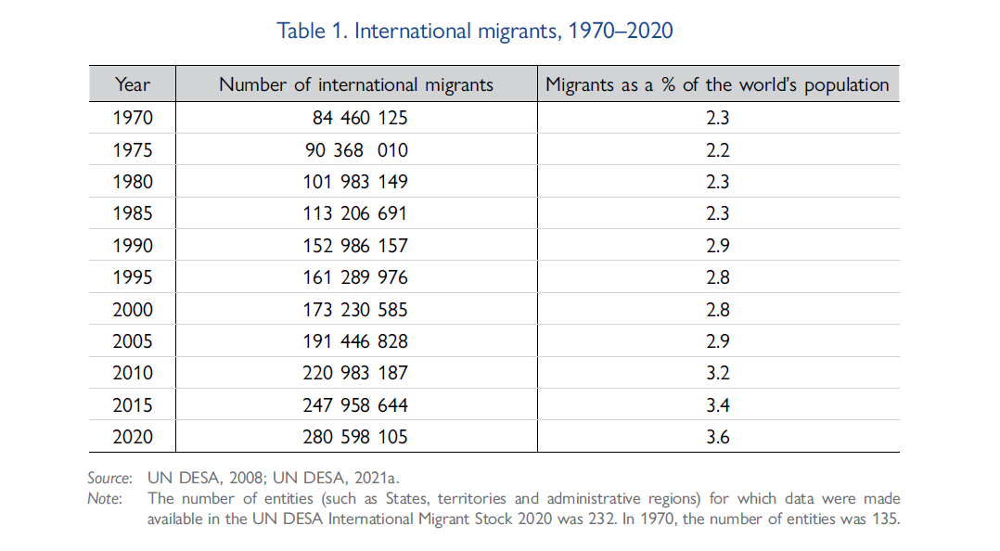 Table 1. International migrants, 1970–2020
Year Number of international migrants Migrants as a % of the world's population
1970 84 460 125 2.3
1975 90 368 010 2.2
1980 101 983 149 2.3
1985 113 206 691 2.3
1990 152 986 157 2.9
1995 161 289 976 2.8
2000 173 230 585 2.8
2005 191 446 828 2.9
2010 220 983 187 3.2
2015 247 958 644 3.4
2020 280 598 105 3.6
Source: UN DESA, 2008; UN DESA, 2021a.
Note: The number of entities (such as States, territories and administrative regions) for which data were made
available in the UN DESA International Migrant Stock 2020 was 232. In 1970, the number of entities was 135.